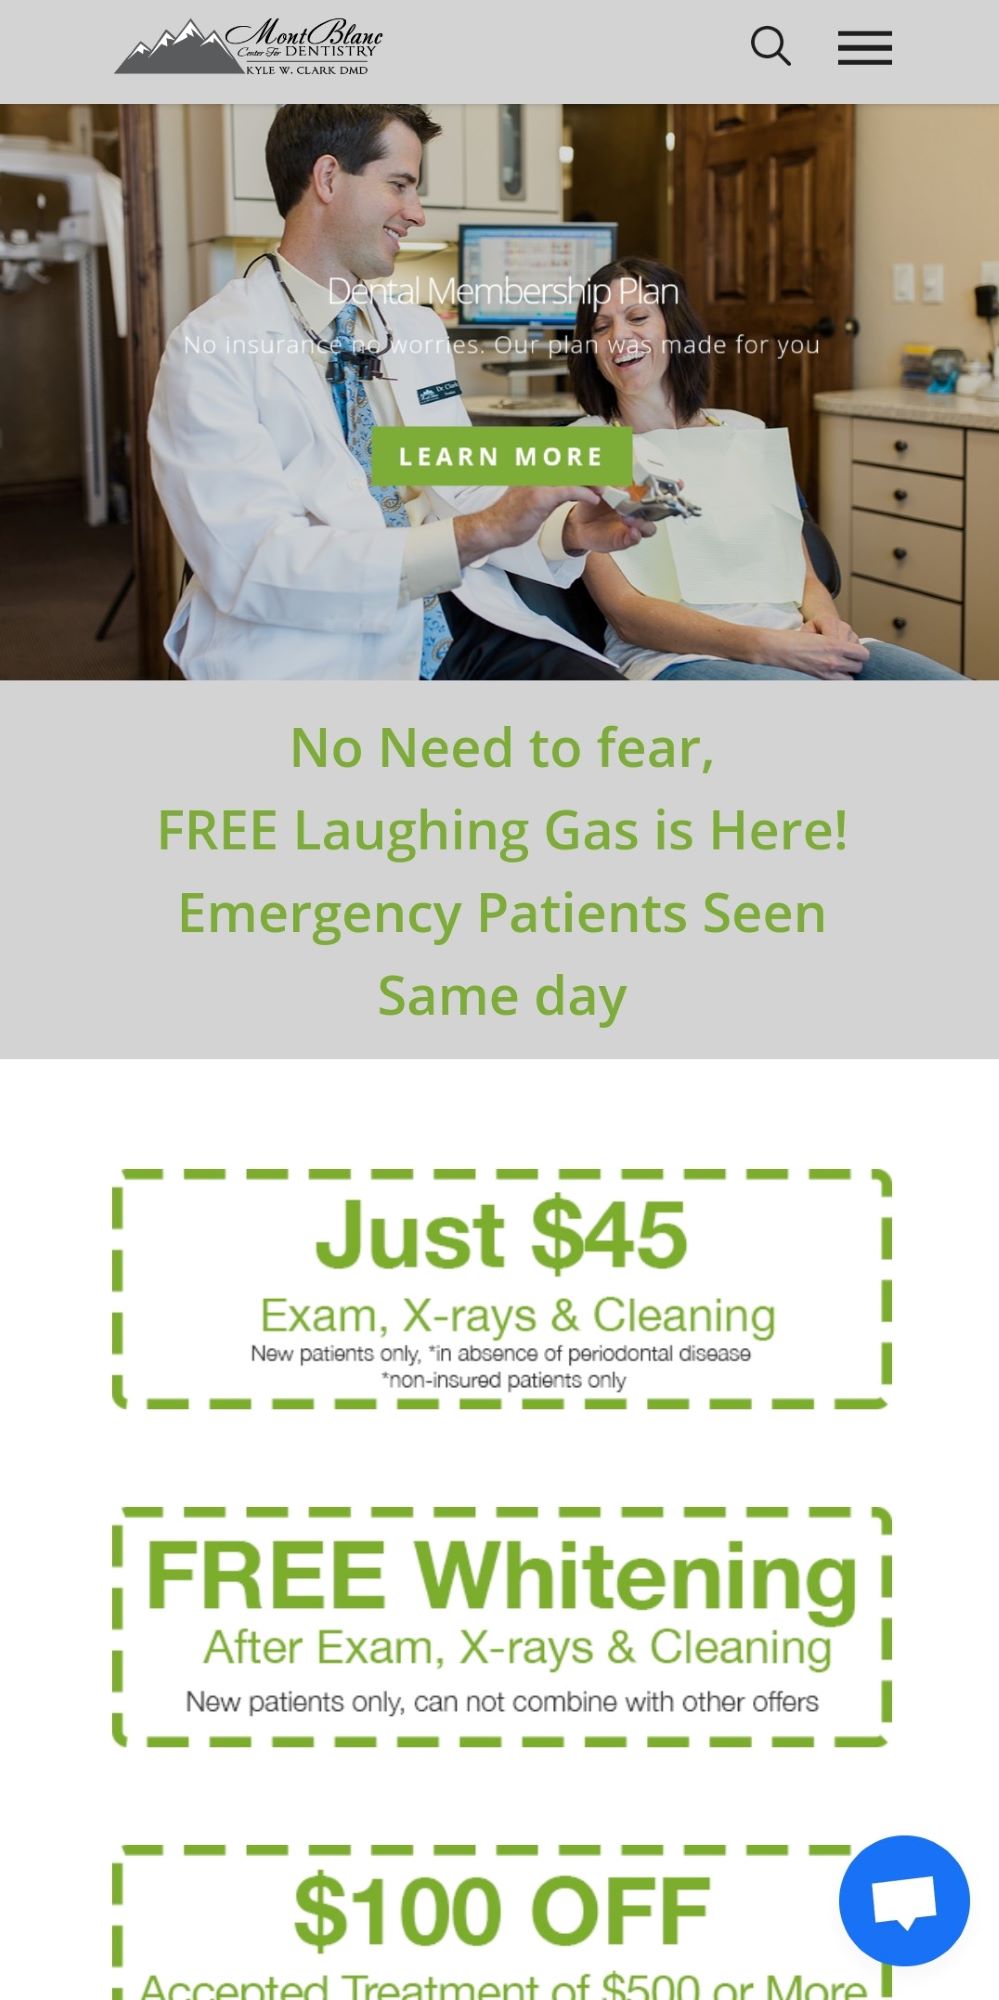 Mont Blanc
Center For DENTISTRY
KYLE W. CLARK DMD
Dental Membership Plan
No insurance no worries. Our plan was made for you
Dr. Clark
LEARN MORE
No Need to fear,
FREE Laughing Gas is Here!
Emergency Patients Seen
Same day
Just $45
Exam, X-rays & Cleaning
New patients only, *in absence of periodontal disease
*non-insured patients only
FREE Whitening
After Exam, X-rays & Cleaning
New patients only, can not combine with other offers
$100 OFF
Accepted Treatment of $500 or More